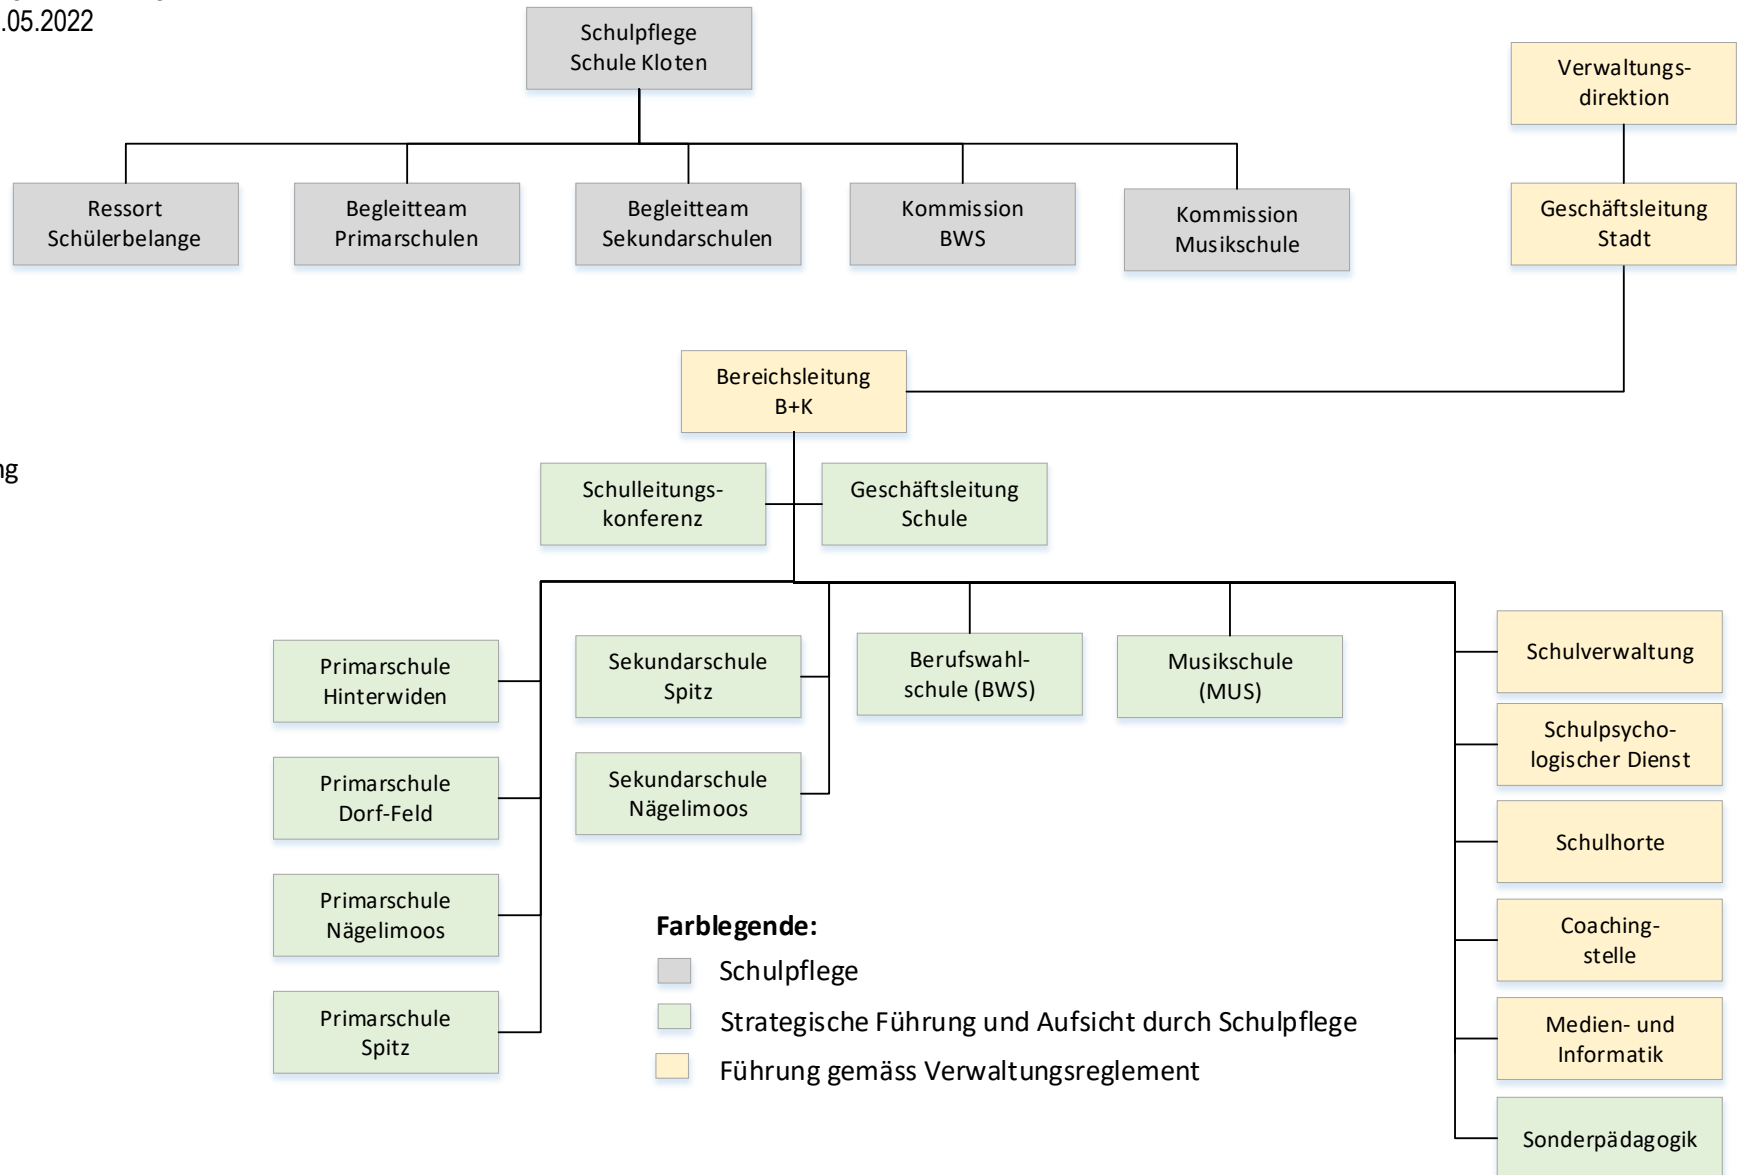 .05.2022
Schulpflege
Schule Kloten
Verwaltungs-
direktion
Ressort
Schülerbelange
Begleitteam
Primarschulen
Begleitteam
Sekundarschulen
Kommission
BWS
Kommission
Musikschule
Geschäftsleitung
Stadt
Bereichsleitung
B+K
ng
Schulleitungs-
konferenz
Geschäftsleitung
Schule
Primarschule
Hinterwiden
Primarschule
Dorf-Feld
Primarschule
Nägelimoos
Primarschule
Spitz
Sekundarschule
Spitz
Sekundarschule
Nägelimoos
Berufswahl-
schule (BWS)
Musikschule
(MUS)
Schulverwaltung
Schulpsycho-
logischer Dienst
Schulhorte
Coaching-
stelle
Medien- und
Informatik
Sonderpädagogik
Farblegende:
Schulpflege
Strategische Führung und Aufsicht durch Schulpflege
Führung gemäss Verwaltungsreglement